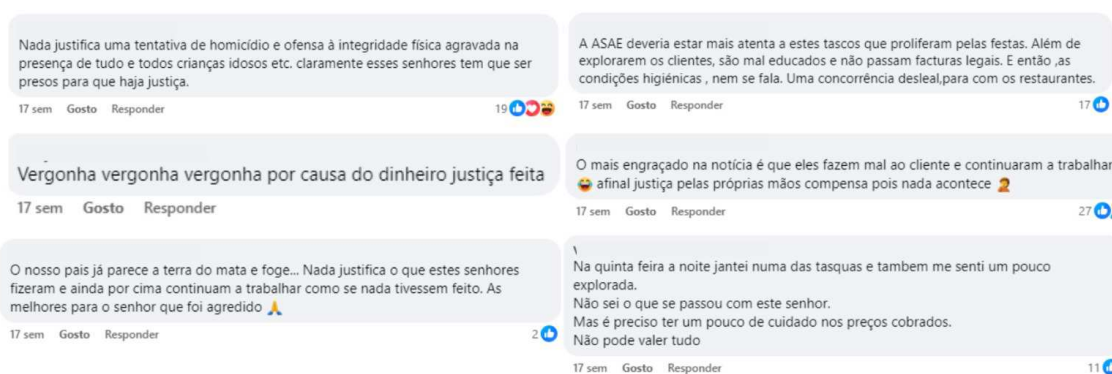 Nada justifica uma tentativa de homicídio e ofensa à integridade física agravada na
presença de tudo e todos crianças idosos etc. claramente esses senhores tem que ser
presos para que haja justiça.
17 sem Gosto Responder 19
Vergonha vergonha vergonha por causa do dinheiro justiça feita
17 sem Gosto Responder
O nosso pais já parece a terra do mata e foge... Nada justifica o que estes senhores
fizeram e ainda por cima continuam a trabalhar como se nada tivessem feito. As
melhores para o senhor que foi agredido 🙏
17 sem Gosto Responder 2
A ASAE deveria estar mais atenta a estes tascos que proliferam pelas festas. Além de
explorarem os clientes, são mal educados e não passam facturas legais. E então ,as
condições higiénicas , nem se fala. Uma concorrência desleal,para com os restaurantes.
17 sem Gosto Responder 17
O mais engraçado na notícia é que eles fazem mal ao cliente e continuaram a trabalhar
😂 afinal justiça pelas próprias mãos compensa pois nada acontece 🤦
17 sem Gosto Responder 27
Na quinta feira a noite jantei numa das tasquas e tambem me senti um pouco
explorada.
Não sei o que se passou com este senhor.
Mas é preciso ter um pouco de cuidado nos preços cobrados.
Não pode valer tudo
17 sem Gosto Responder 11